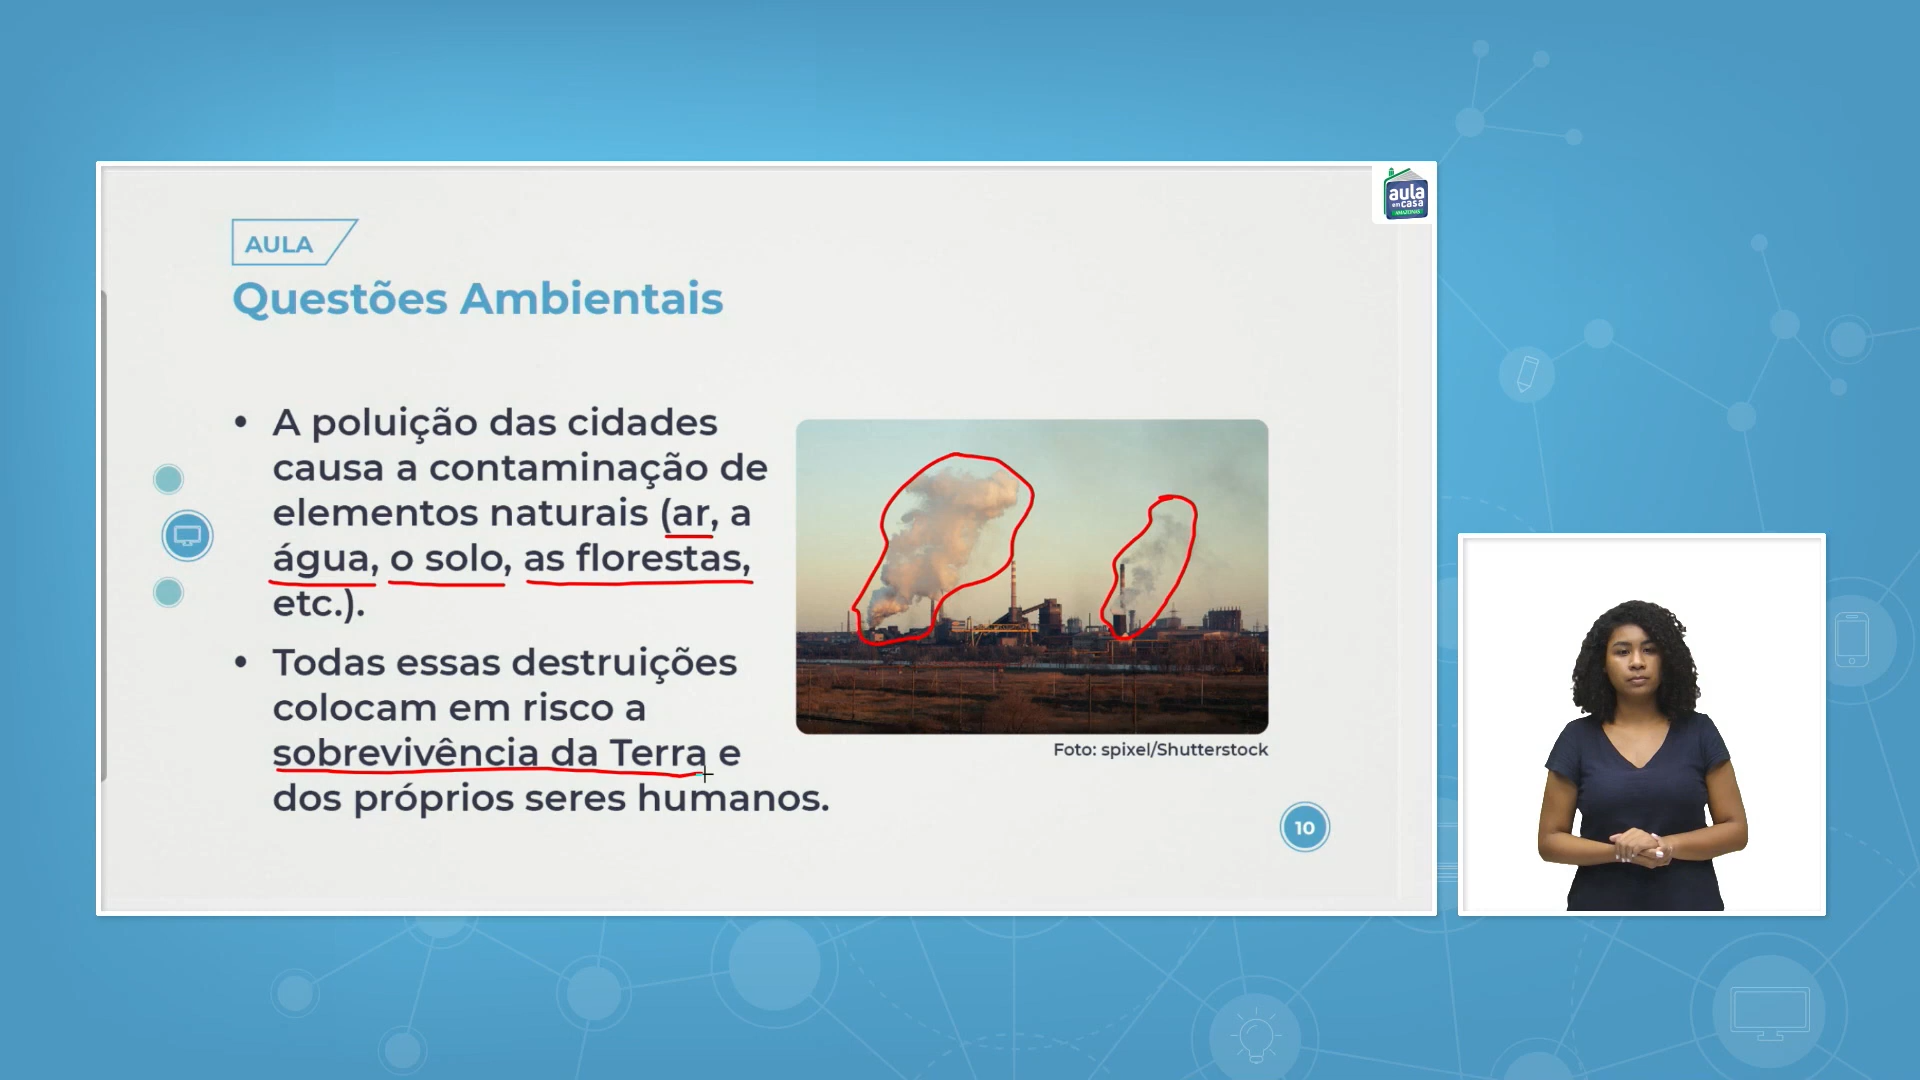 aula
em casa
AMAZONAS
AULA
Questões Ambientais
• A poluição das cidades
causa a contaminação de
elementos naturais (ar, a
água, o solo, as florestas,
etc.).
• Todas essas destruições
colocam em risco a
sobrevivência da Terra e
dos próprios seres humanos.
Foto: spixel/Shutterstock
10